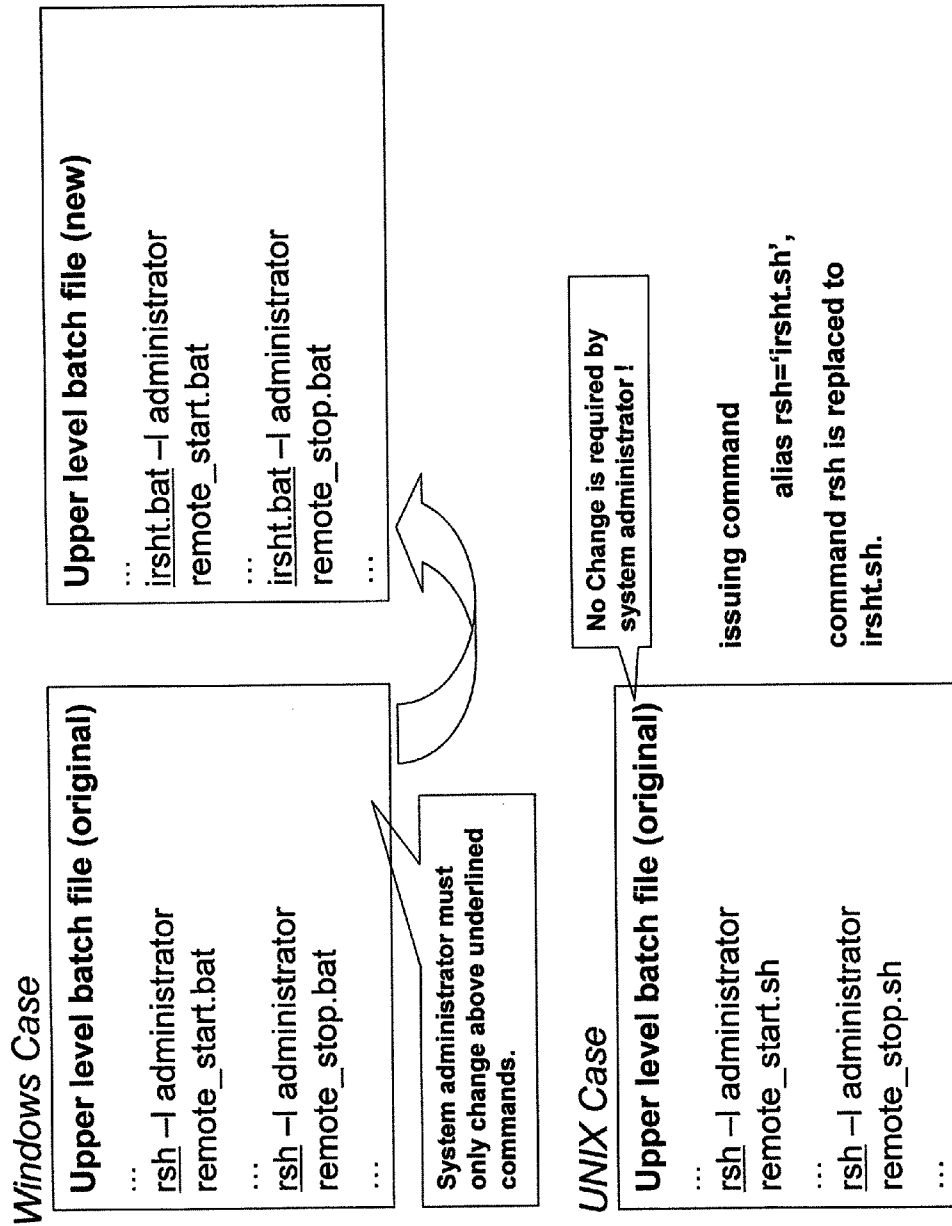 Windows Case
Upper level batch file (original)
...
rsh –l administrator
remote_start.bat
...
rsh –l administrator
remote_stop.bat
...
System administrator must
only change above underlined
commands.
Upper level batch file (new)
...
irsht.bat –l administrator
remote_start.bat
...
irsht.bat –l administrator
remote_stop.bat
...
UNIX Case
Upper level batch file (original)
...
rsh –l administrator
remote_start.sh
...
rsh –l administrator
remote_stop.sh
...
No Change is required by
system administrator !
issuing command
alias rsh=‘irsht.sh’,
command rsh is replaced to
irsht.sh.